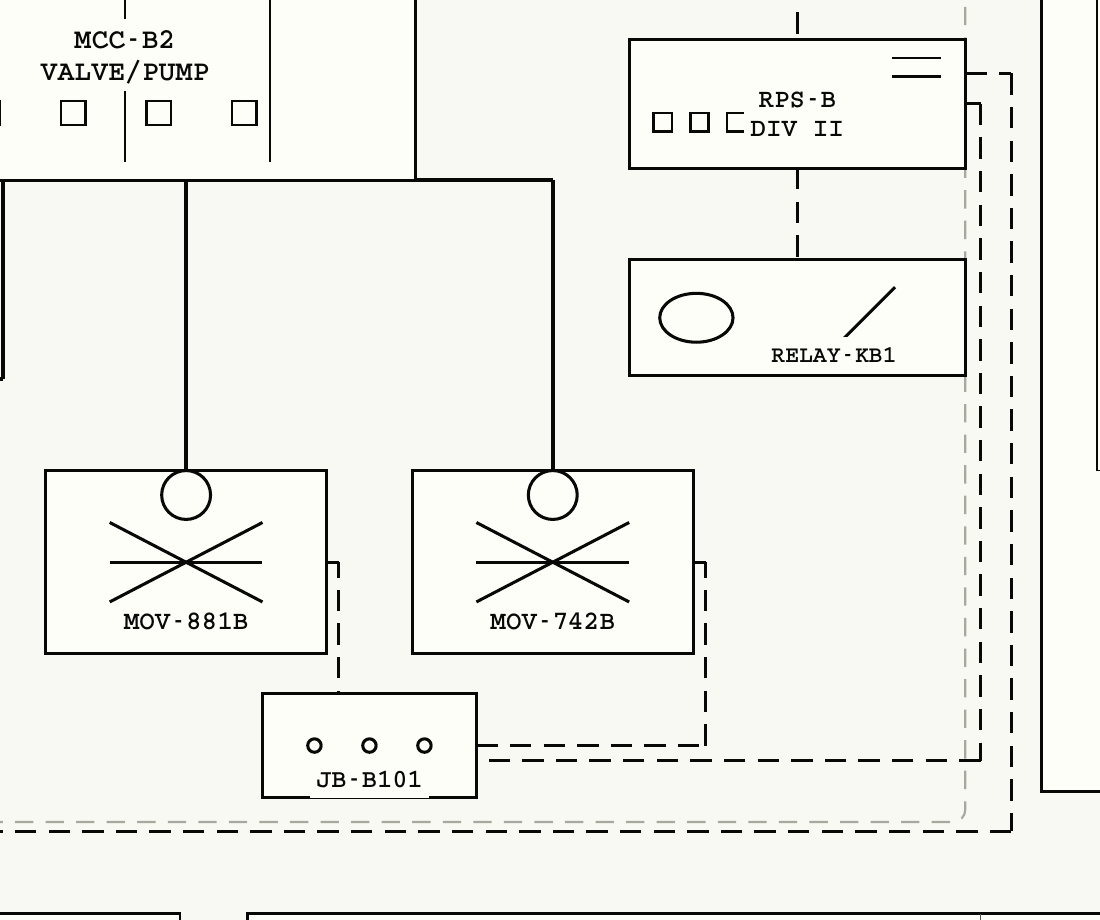 MCC-B2
VALVE/PUMP
RPS-B
DIV II
RELAY-KB1
MOV-881B
MOV-742B
JB-B101